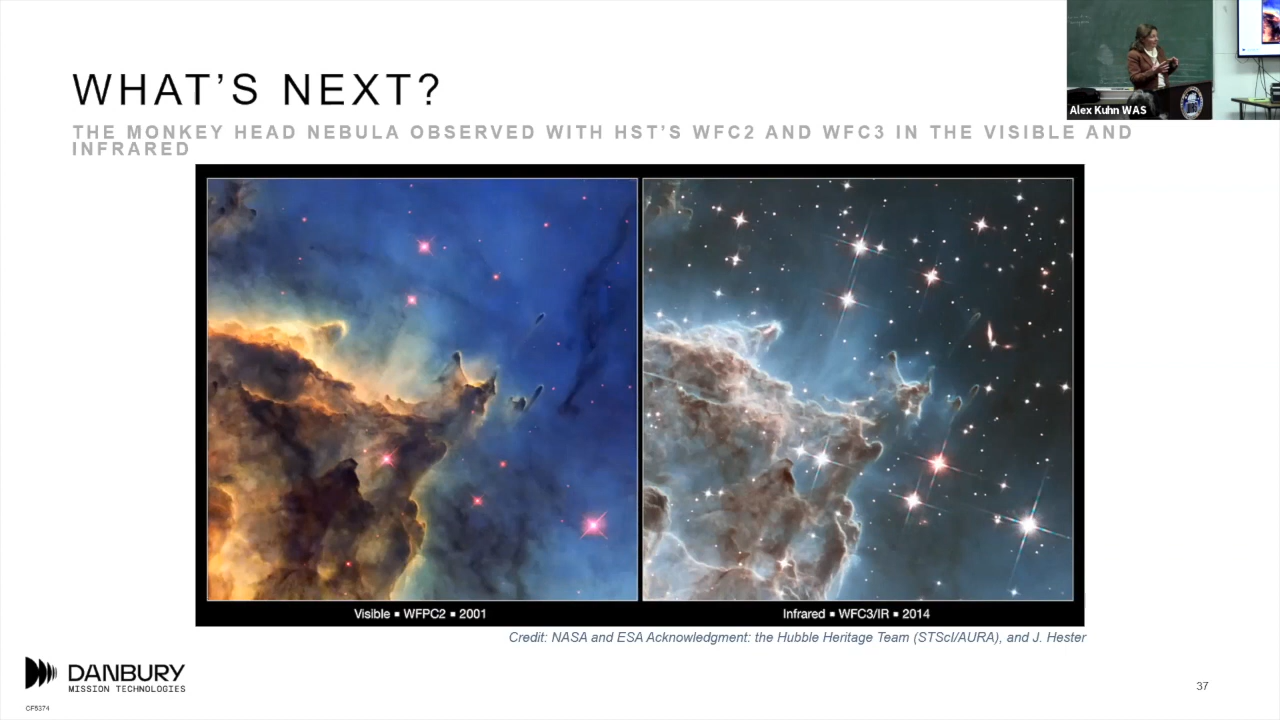 WHAT'S NEXT?
THE MONKEY HEAD NEBULA OBSERVED WITH HST'S WFC2 AND WFC3 IN THE VISIBLE AND
INFRARED
Alex Kuhn WAS
Visible ▪ WFPC2 ▪ 2001
Infrared ▪ WFC3/IR ▪ 2014
Credit: NASA and ESA Acknowledgment: the Hubble Heritage Team (STScI/AURA), and J. Hester
DANBURY
MISSION TECHNOLOGIES
CF5374
37